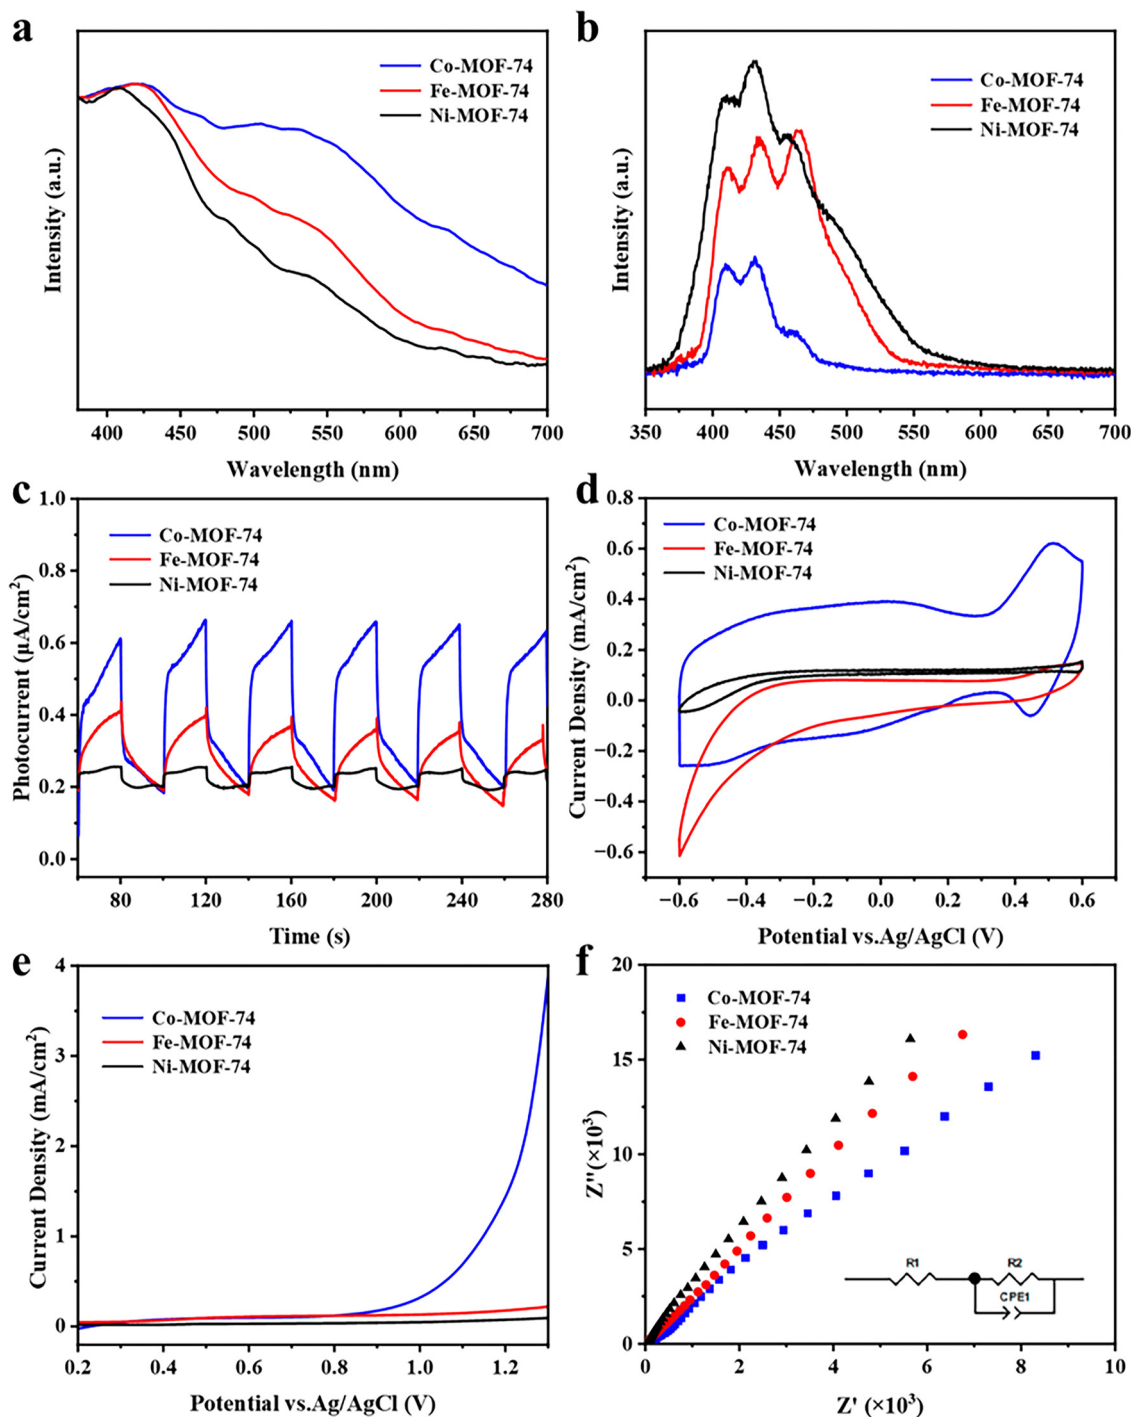 a
Co-MOF-74
Fe-MOF-74
Ni-MOF-74
Intensity (a.u.)
400 450 500 550 600 650 700
Wavelength (nm)
b
Co-MOF-74
Fe-MOF-74
Ni-MOF-74
Intensity (a.u.)
350 400 450 500 550 600 650 700
Wavelength (nm)
c
Co-MOF-74
Fe-MOF-74
Ni-MOF-74
Photocurrent (μA/cm²)
1.0
0.8
0.6
0.4
0.2
0.0
80 120 160 200 240 280
Time (s)
d
Co-MOF-74
Fe-MOF-74
Ni-MOF-74
Current Density (mA/cm²)
0.8
0.6
0.4
0.2
0.0
−0.2
−0.4
−0.6
−0.6 −0.4 −0.2 0.0 0.2 0.4 0.6
Potential vs.Ag/AgCl (V)
e
Co-MOF-74
Fe-MOF-74
Ni-MOF-74
Current Density (mA/cm²)
4
3
2
1
0
0.2 0.4 0.6 0.8 1.0 1.2
Potential vs.Ag/AgCl (V)
f
Co-MOF-74
Fe-MOF-74
Ni-MOF-74
Z''(×10³)
20
15
10
5
0
R1 R2
CPE1
0 2 4 6 8 10
Z' (×10³)